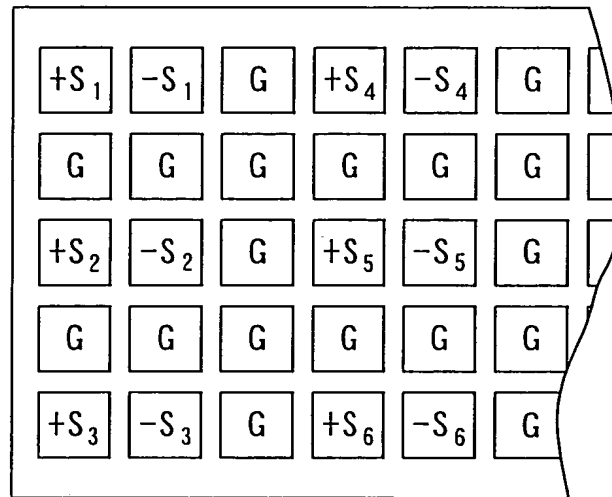 +S₁ −S₁ G +S₄ −S₄ G
G G G G G G
+S₂ −S₂ G +S₅ −S₅ G
G G G G G G
+S₃ −S₃ G +S₆ −S₆ G